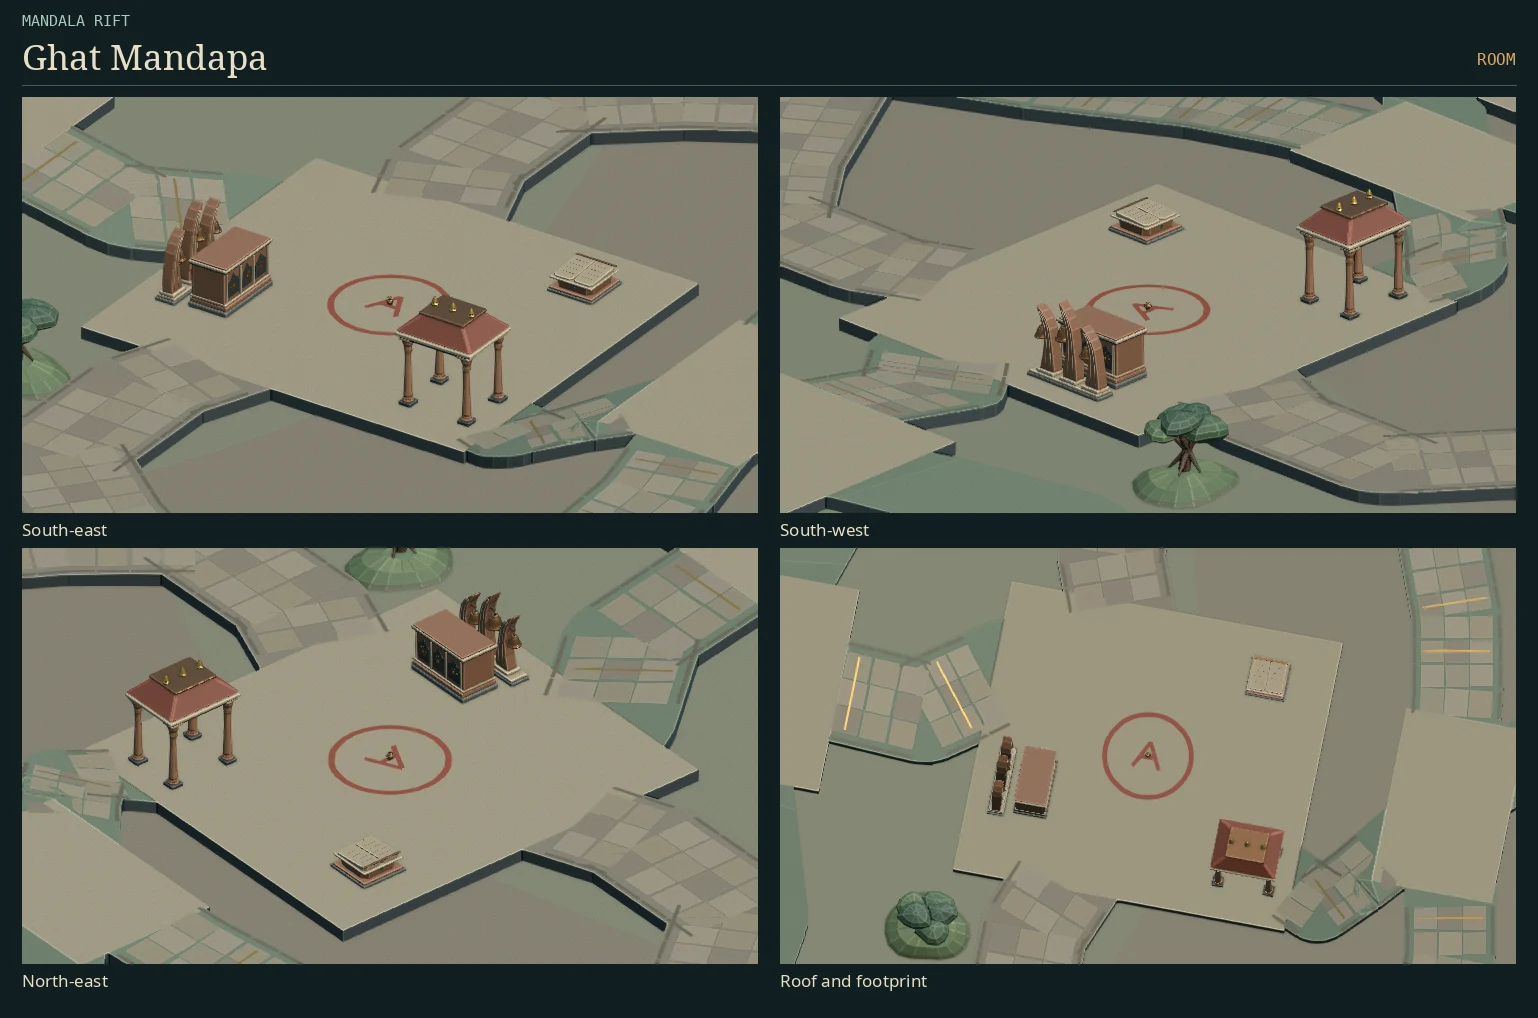 MANDALA RIFT
Ghat Mandapa
ROOM
A
South-east
A
South-west
A
North-east
A
Roof and footprint